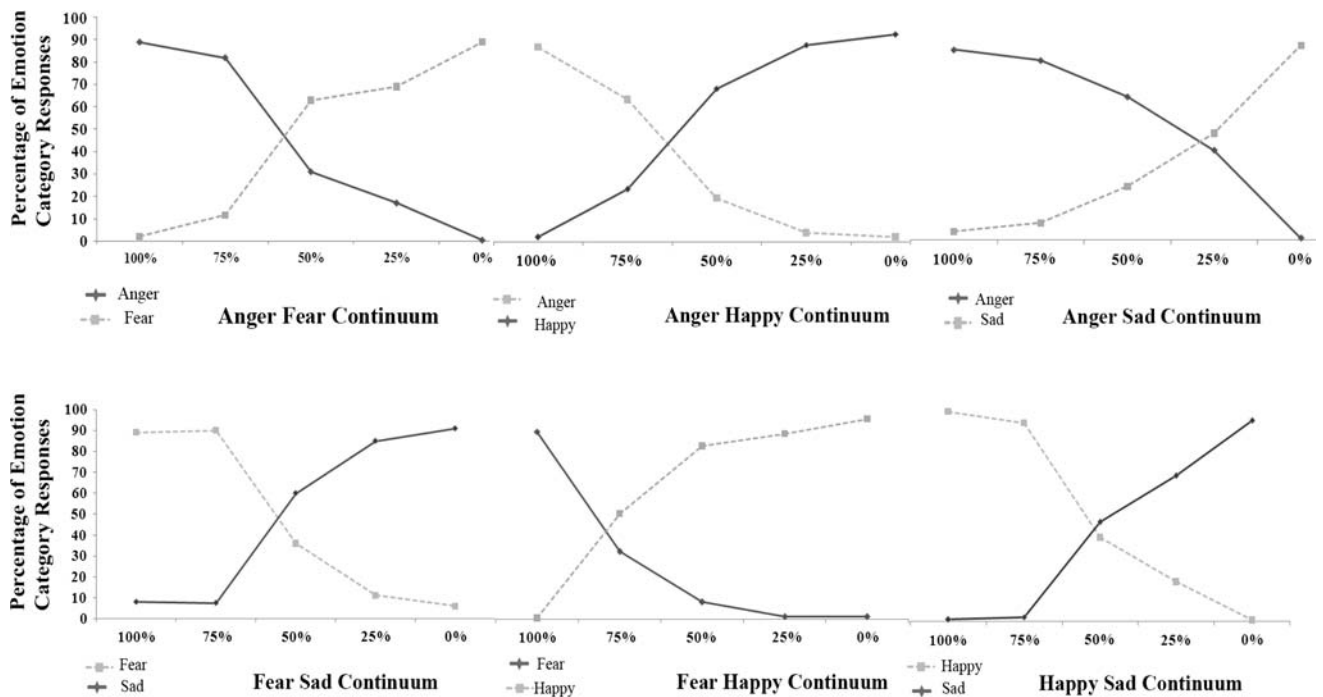 Percentage of Emotion
Category Responses
100
90
80
70
60
50
40
30
20
10
0
100% 75% 50% 25% 0%
100% 75% 50% 25% 0%
100% 75% 50% 25% 0%
Anger
Fear
Anger Fear Continuum
Anger
Happy
Anger Happy Continuum
Anger
Sad
Anger Sad Continuum
Percentage of Emotion
Category Responses
100
90
80
70
60
50
40
30
20
10
0
100% 75% 50% 25% 0%
100% 75% 50% 25% 0%
100% 75% 50% 25% 0%
Fear
Sad
Fear Sad Continuum
Fear
Happy
Fear Happy Continuum
Happy
Sad
Happy Sad Continuum